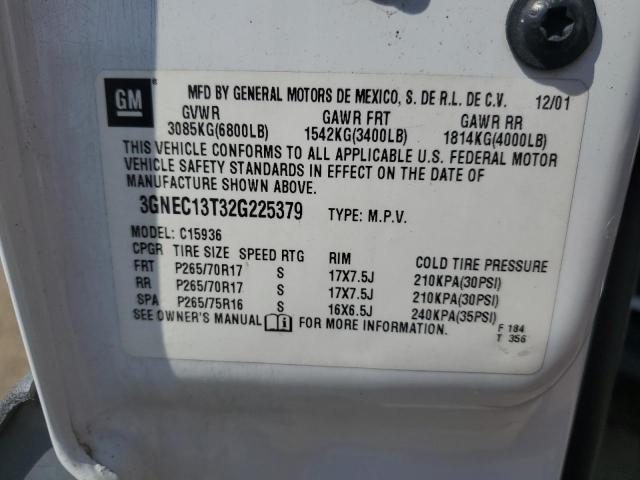 GM
MFD BY GENERAL MOTORS DE MEXICO, S. DE R.L. DE C.V. 12/01
GVWR GAWR FRT GAWR RR
3085KG(6800LB) 1542KG(3400LB) 1814KG(4000LB)
THIS VEHICLE CONFORMS TO ALL APPLICABLE U.S. FEDERAL MOTOR
VEHICLE SAFETY STANDARDS IN EFFECT ON THE DATE OF
MANUFACTURE SHOWN ABOVE.
3GNEC13T32G225379 TYPE: M.P.V.
MODEL: C15936
CPGR TIRE SIZE SPEED RTG RIM COLD TIRE PRESSURE
FRT P265/70R17 S 17X7.5J 210KPA(30PSI)
RR P265/70R17 S 17X7.5J 210KPA(30PSI)
SPA P265/75R16 S 16X6.5J 240KPA(35PSI)
SEE OWNER'S MANUAL FOR MORE INFORMATION.
F 184
T 356